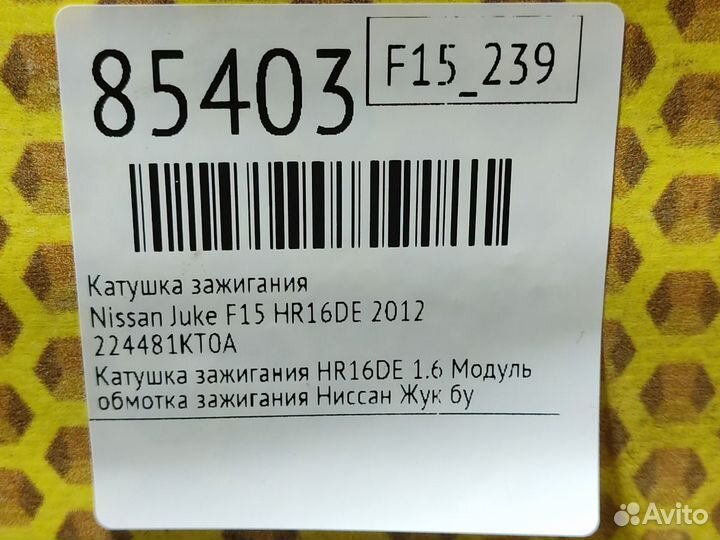 85403
F15_239
Катушка зажигания
Nissan Juke F15 HR16DE 2012
224481KT0A
Катушка зажигания HR16DE 1.6 Модуль
обмотка зажигания Ниссан Жук бу
Avito